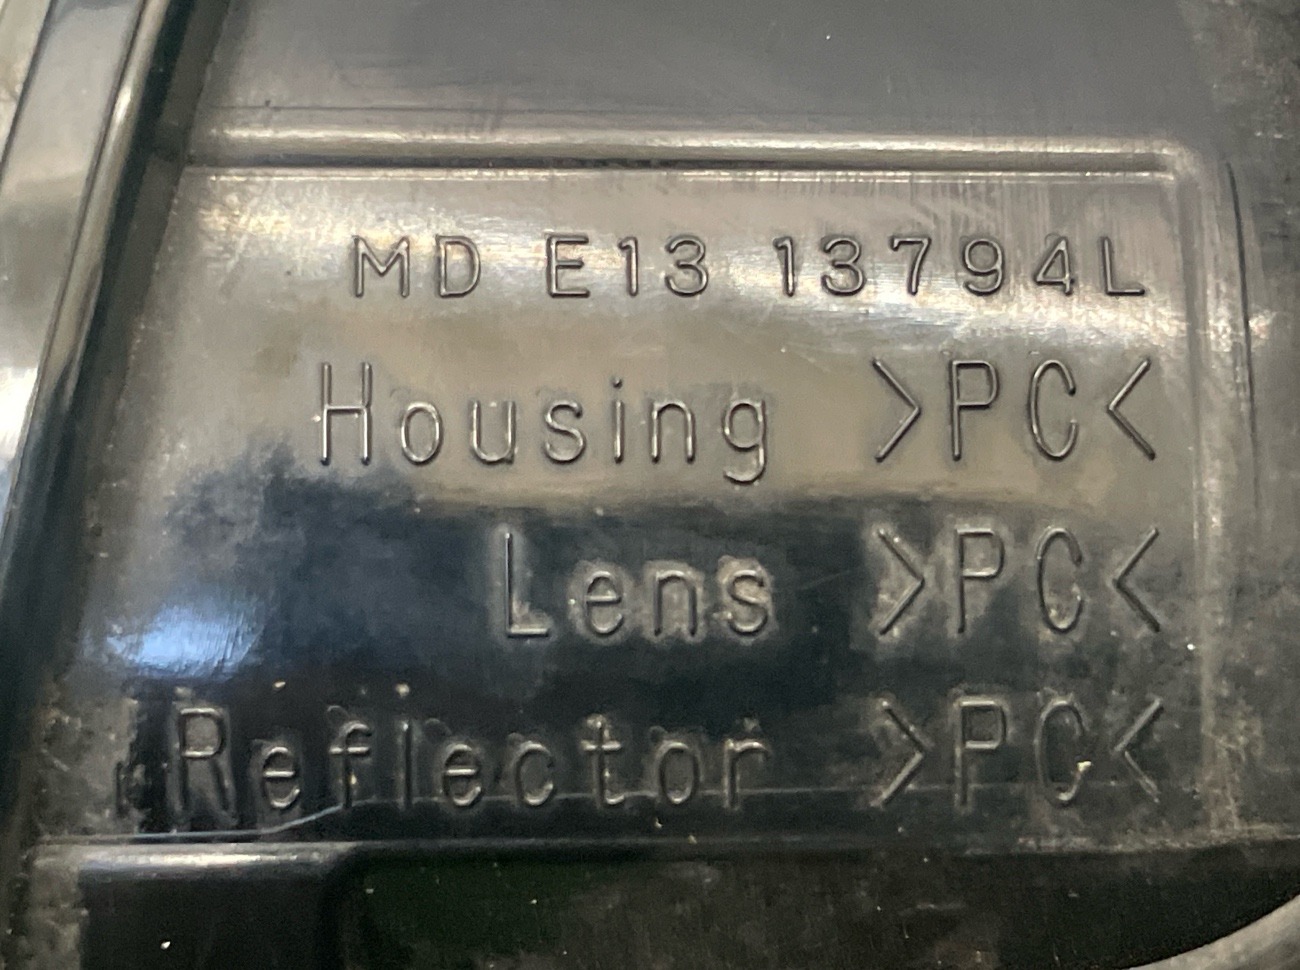 MD E13 13794L
Housing >PC<
Lens >PC<
Reflector >PC<